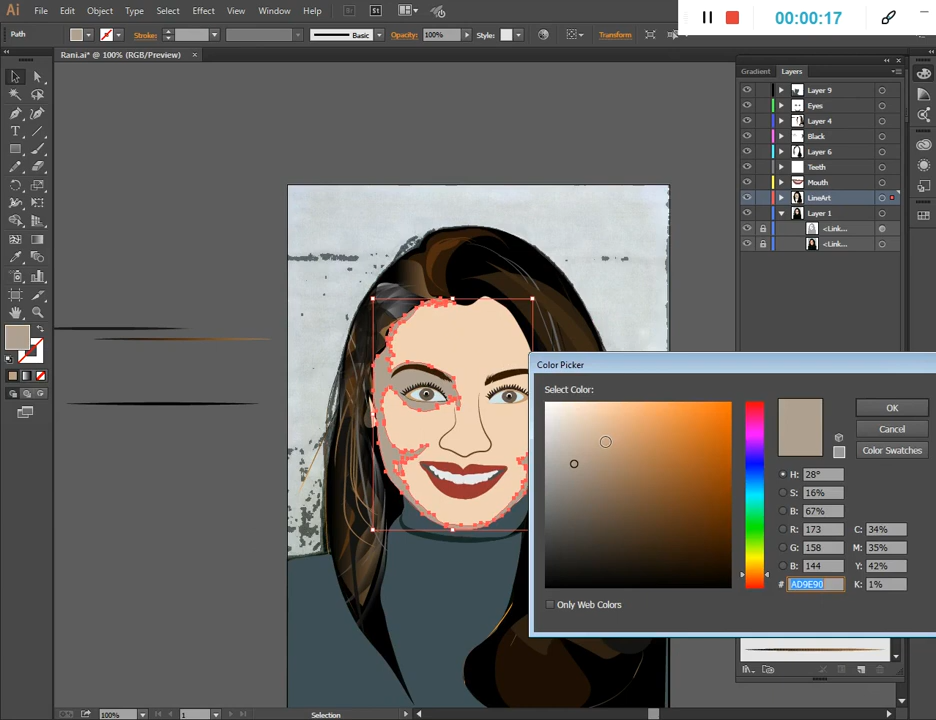 Ai File Edit Object Type Select Effect View Window Help Br St
00:00:17
Path Stroke: Basic Opacity: 100% Style: Transform
Rani.ai* @ 100% (RGB/Preview) ×
Gradient Layers
Layer 9
Eyes
Layer 4
Black
Layer 6
Teeth
Mouth
LineArt
Layer 1
<Link...
<Link...
Color Picker
Select Color:
OK
Cancel
Color Swatches
H: 28°
S: 16%
B: 67%
R: 173 C: 34%
G: 158 M: 35%
B: 144 Y: 42%
# AD9E90 K: 1%
Only Web Colors
100% 1 Selection